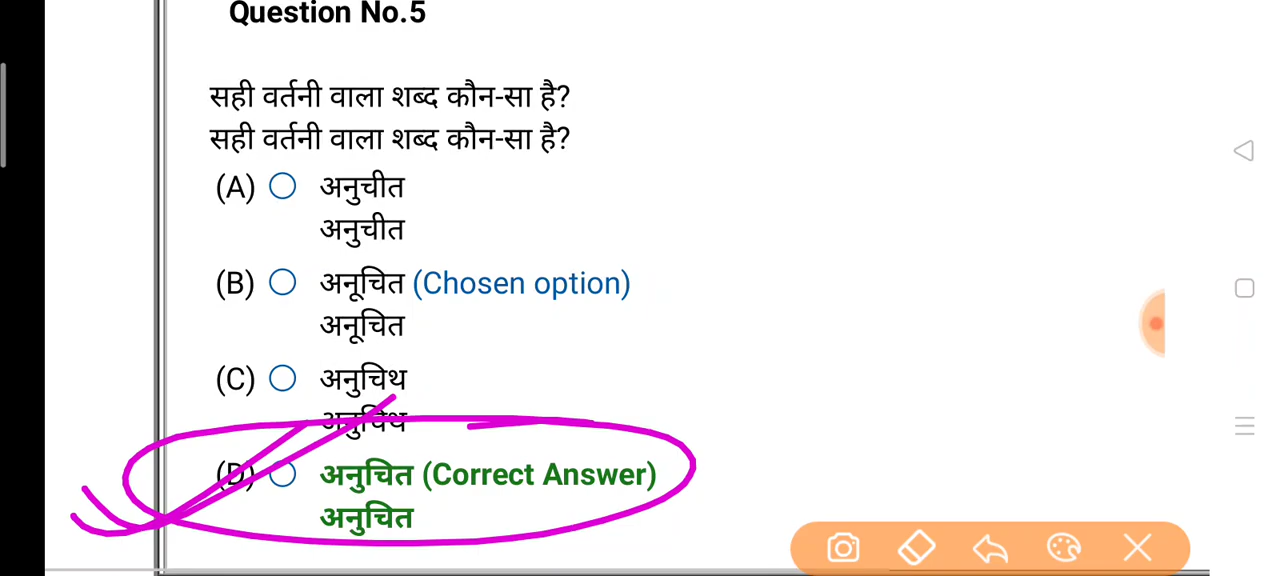 Question No.5
सही वर्तनी वाला शब्द कौन-सा है?
सही वर्तनी वाला शब्द कौन-सा है?
(A) अनुचीत
अनुचीत
(B) अनूचित (Chosen option)
अनूचित
(C) अनुचिथ
अनुचिथ
(D) अनुचित (Correct Answer)
अनुचित